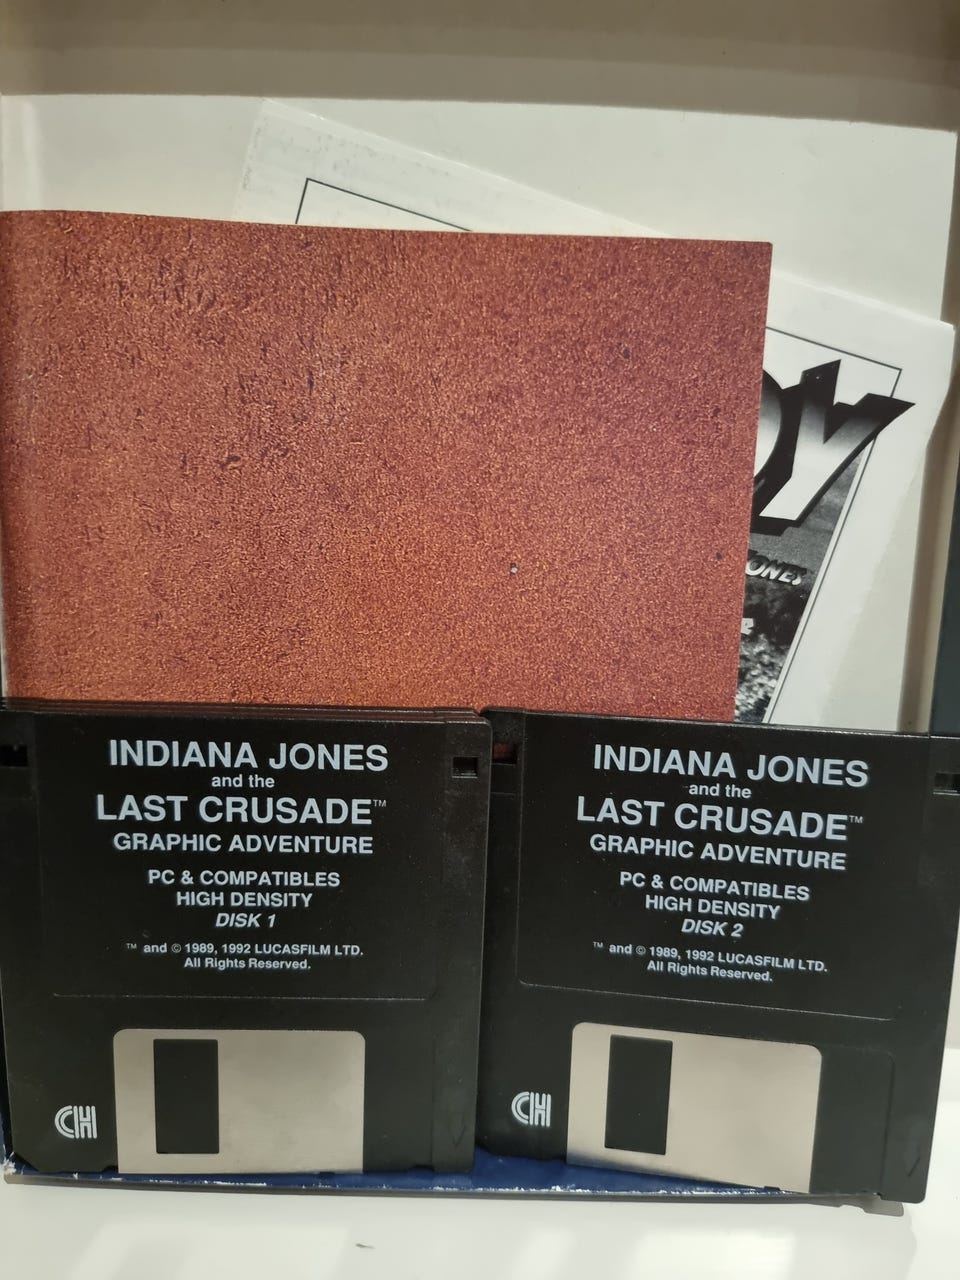 DY
ONES
R
INDIANA JONES
and the
LAST CRUSADE™
GRAPHIC ADVENTURE
PC & COMPATIBLES
HIGH DENSITY
DISK 1
™ and © 1989, 1992 LUCASFILM LTD.
All Rights Reserved.
CH
INDIANA JONES
and the
LAST CRUSADE™
GRAPHIC ADVENTURE
PC & COMPATIBLES
HIGH DENSITY
DISK 2
™ and © 1989, 1992 LUCASFILM LTD.
All Rights Reserved.
CH